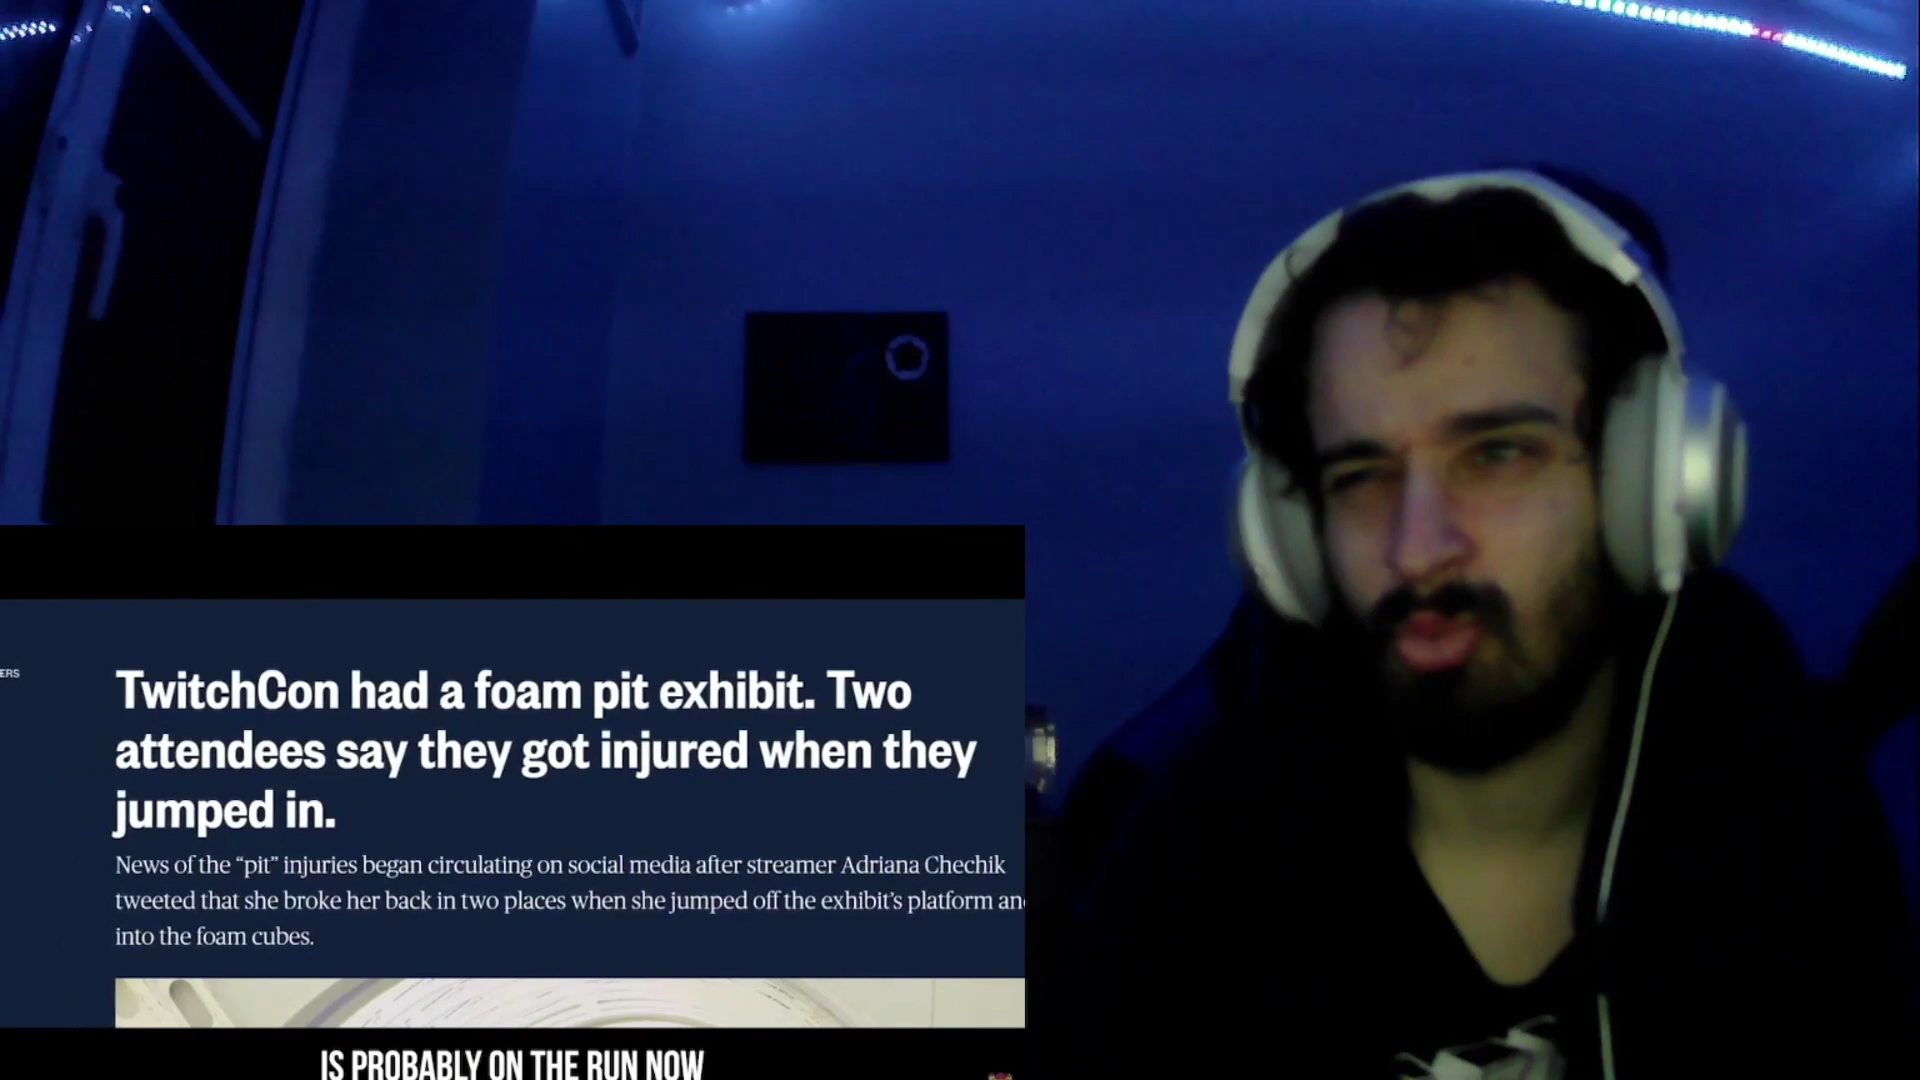 ERS
TwitchCon had a foam pit exhibit. Two
attendees say they got injured when they
jumped in.
News of the “pit” injuries began circulating on social media after streamer Adriana Chechik
tweeted that she broke her back in two places when she jumped off the exhibit’s platform an
into the foam cubes.
IS PROBABLY ON THE RUN NOW